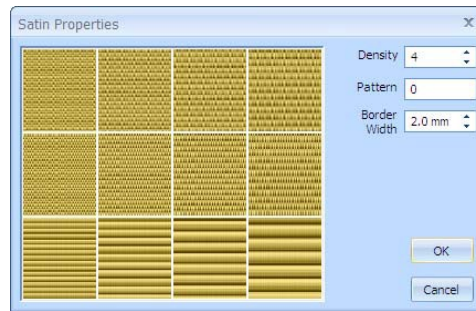 Satin Properties
x
Density 4
Pattern 0
Border
Width 2.0 mm
OK
Cancel